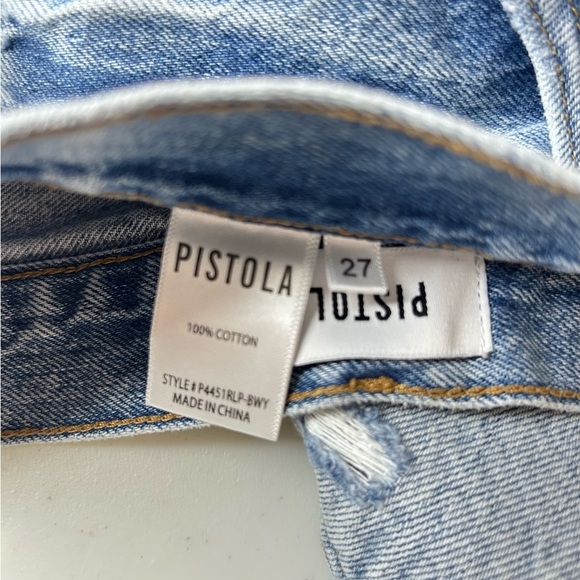 PISTOLA
100% COTTON
STYLE # P4451RLP-BWY
MADE IN CHINA
27
PISTOL